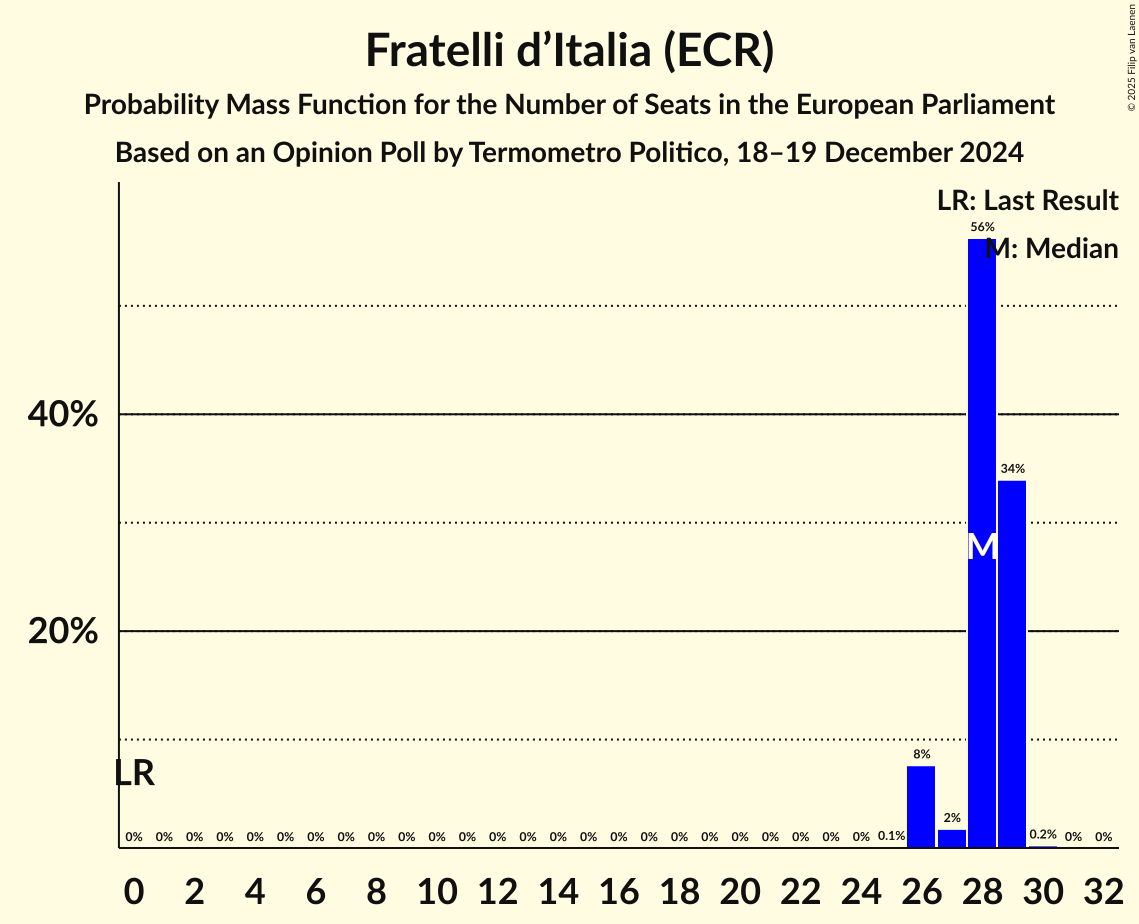 Fratelli d’Italia (ECR)
Probability Mass Function for the Number of Seats in the European Parliament
Based on an Opinion Poll by Termometro Politico, 18–19 December 2024
© 2025 Filip van Laenen
LR: Last Result
M: Median
56%
40%
34%
M
20%
LR
8%
2%
0% 0% 0% 0% 0% 0% 0% 0% 0% 0% 0% 0% 0% 0% 0% 0% 0% 0% 0% 0% 0% 0% 0% 0% 0% 0.1% 0.2% 0% 0%
0 2 4 6 8 10 12 14 16 18 20 22 24 26 28 30 32